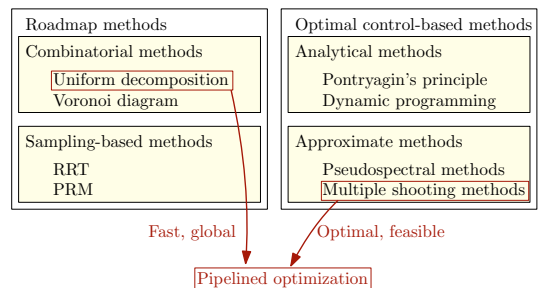 Roadmap methods
Combinatorial methods
Uniform decomposition
Voronoi diagram
Sampling-based methods
RRT
PRM
Optimal control-based methods
Analytical methods
Pontryagin's principle
Dynamic programming
Approximate methods
Pseudospectral methods
Multiple shooting methods
Fast, global
Optimal, feasible
Pipelined optimization